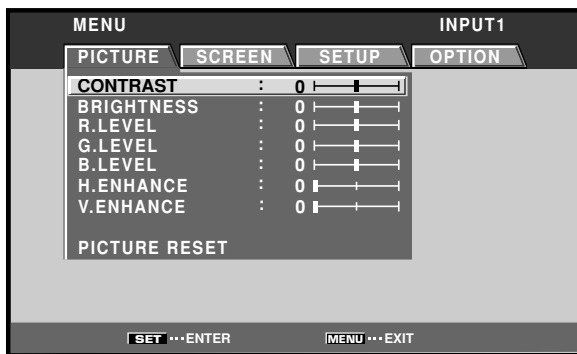 MENU INPUT1
PICTURE SCREEN SETUP OPTION
CONTRAST : 0
BRIGHTNESS : 0
R.LEVEL : 0
G.LEVEL : 0
B.LEVEL : 0
H.ENHANCE : 0
V.ENHANCE : 0
PICTURE RESET
SET ···ENTER MENU ···EXIT